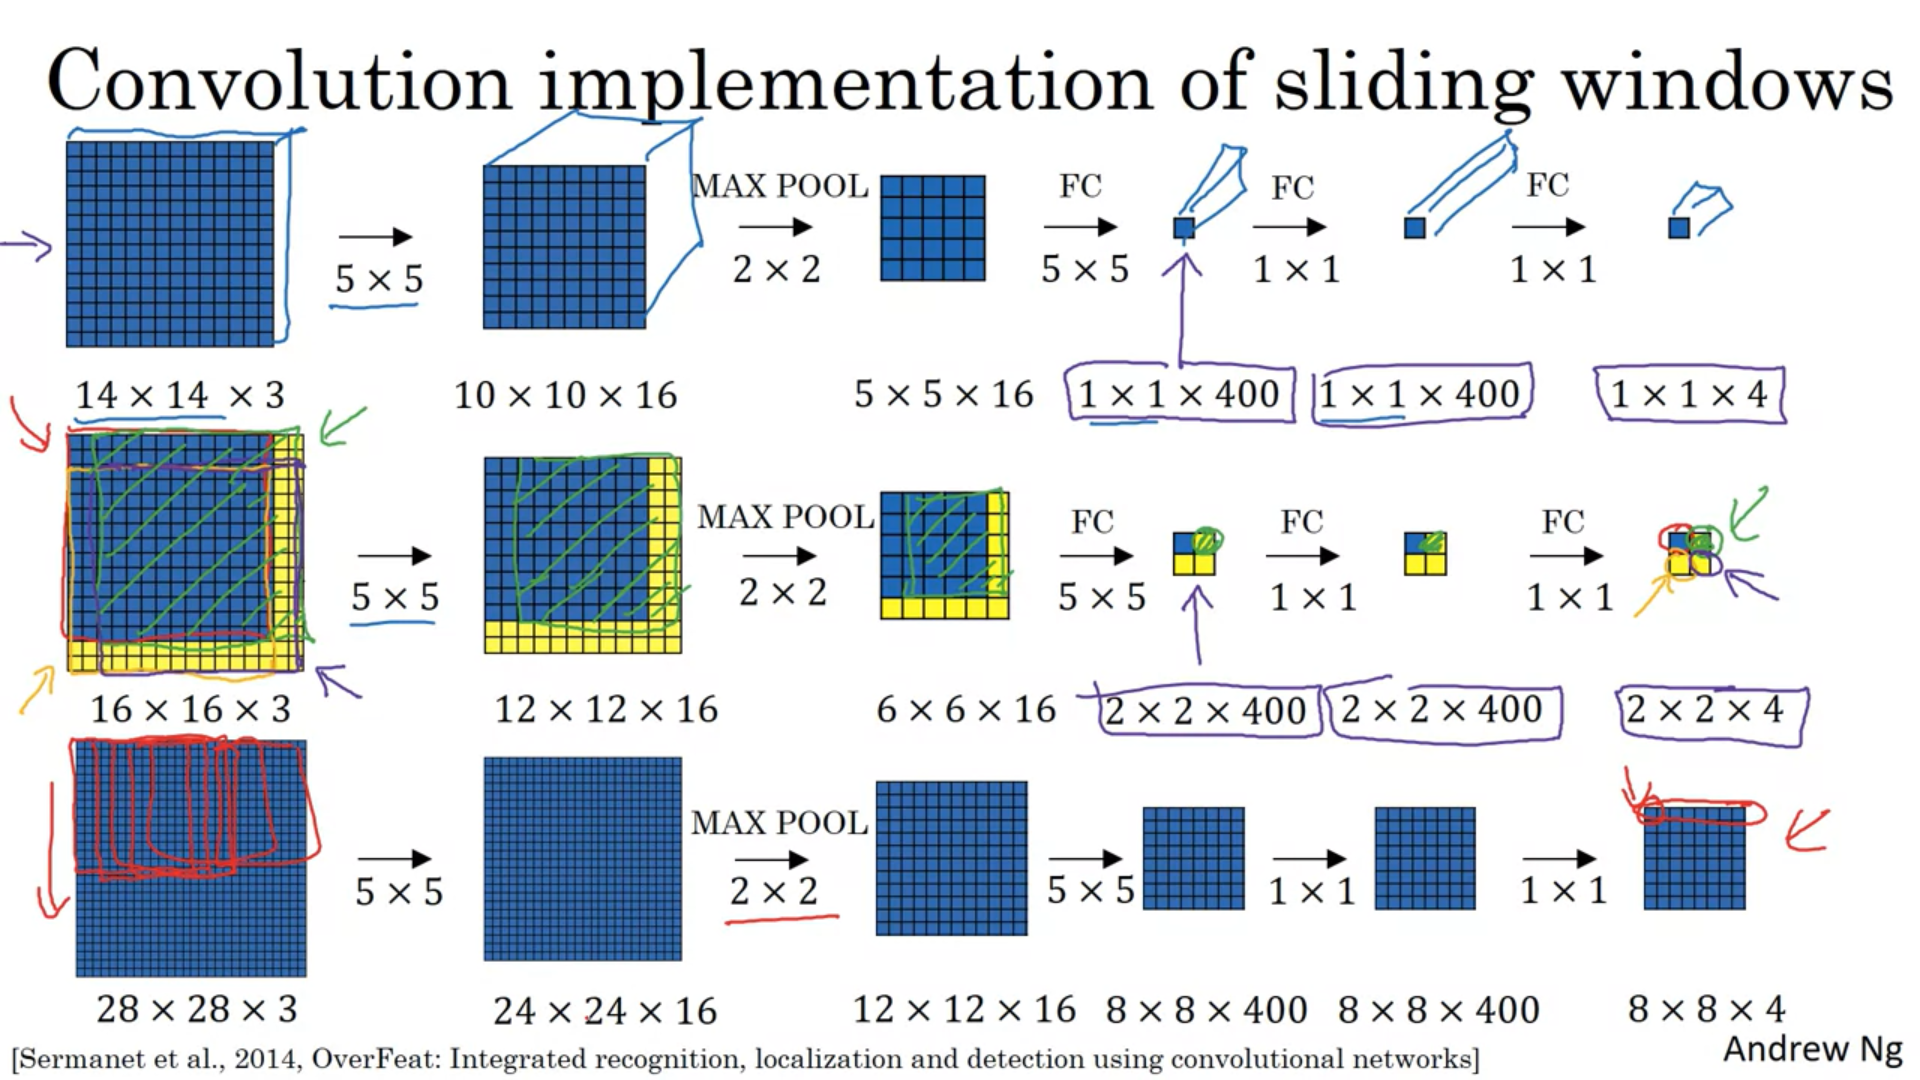 Convolution implementation of sliding windows
MAX POOL FC FC FC
5 × 5 2 × 2 5 × 5 1 × 1 1 × 1
14 × 14 × 3 10 × 10 × 16 5 × 5 × 16 1 × 1 × 400 1 × 1 × 400 1 × 1 × 4
MAX POOL FC FC FC
5 × 5 2 × 2 5 × 5 1 × 1 1 × 1
16 × 16 × 3 12 × 12 × 16 6 × 6 × 16 2 × 2 × 400 2 × 2 × 400 2 × 2 × 4
MAX POOL
5 × 5 2 × 2 5 × 5 1 × 1 1 × 1
28 × 28 × 3 24 × 24 × 16 12 × 12 × 16 8 × 8 × 400 8 × 8 × 400 8 × 8 × 4
[Sermanet et al., 2014, OverFeat: Integrated recognition, localization and detection using convolutional networks] Andrew Ng